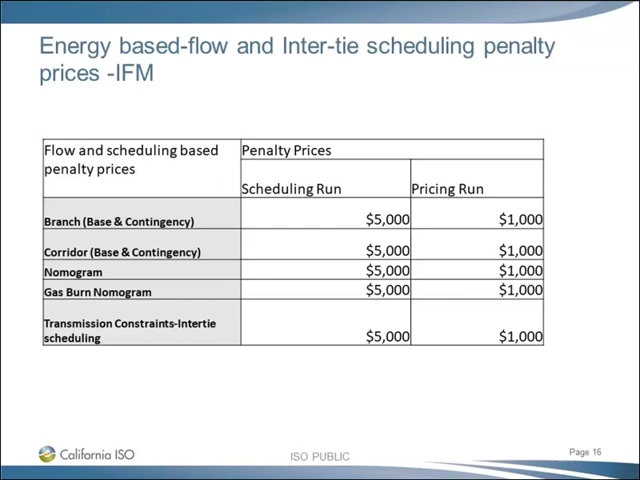 Energy based-flow and Inter-tie scheduling penalty
prices -IFM
Flow and scheduling based
penalty prices
Penalty Prices
Scheduling Run
Pricing Run
Branch (Base & Contingency)
$5,000
$1,000
Corridor (Base & Contingency)
$5,000
$1,000
Nomogram
$5,000
$1,000
Gas Burn Nomogram
$5,000
$1,000
Transmission Constraints-Intertie
scheduling
$5,000
$1,000
California ISO
ISO PUBLIC
Page 16